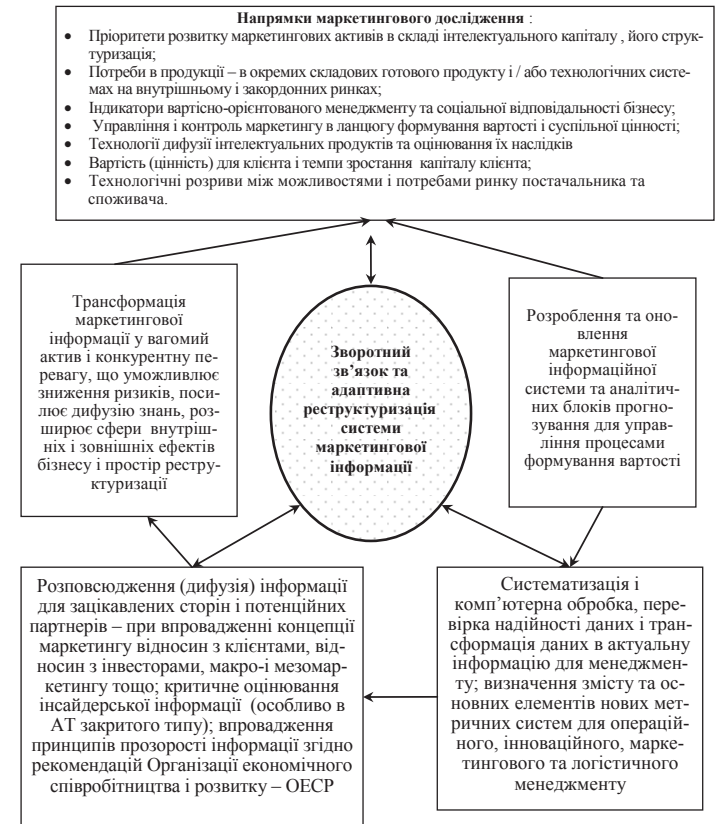 Напрямки маркетингового дослідження :
• Пріоритети розвитку маркетингових активів в складі інтелектуального капіталу , його струк-
туризація;
• Потреби в продукції – в окремих складових готового продукту і / або технологічних систе-
мах на внутрішньому і закордонних ринках;
• Індикатори вартісно-орієнтованого менеджменту та соціальної відповідальності бізнесу;
• Управління і контроль маркетингу в ланцюгу формування вартості і суспільної цінності;
• Технології дифузії інтелектуальних продуктів та оцінювання їх наслідків
• Вартість (цінність) для клієнта і темпи зростання капіталу клієнта;
• Технологічні розриви між можливостями і потребами ринку постачальника та
споживача.
Трансформація
маркетингової
інформації у вагомий
актив і конкурентну пе-
ревагу, що уможливлює
зниження ризиків, поси-
лює дифузію знань, роз-
ширює сфери внутріш-
ніх і зовнішніх ефектів
бізнесу і простір рестру-
ктуризації
Зворотний
зв’язок та
адаптивна
реструктуризація
системи
маркетингової
інформації
Розроблення та оно-
влення
маркетингової
інформаційної
системи та аналітич-
них блоків прогно-
зування для управ-
ління процесами
формування вартості
Розповсюдження (дифузія) інформації
для зацікавлених сторін і потенційних
партнерів – при впровадженні концепції
маркетингу відносин з клієнтами, від-
носин з інвесторами, макро-і мезомар-
кетингу тощо; критичне оцінювання
інсайдерської інформації (особливо в
АТ закритого типу); впровадження
принципів прозорості інформації згідно
рекомендацій Організації економічного
співробітництва і розвитку – ОЕСР
Систематизація і
комп’ютерна обробка, пере-
вірка надійності даних і тран-
сформація даних в актуальну
інформацію для менеджмен-
ту; визначення змісту та ос-
новних елементів нових мет-
ричних систем для операцій-
ного, інноваційного, марке-
тингового та логістичного
менеджменту